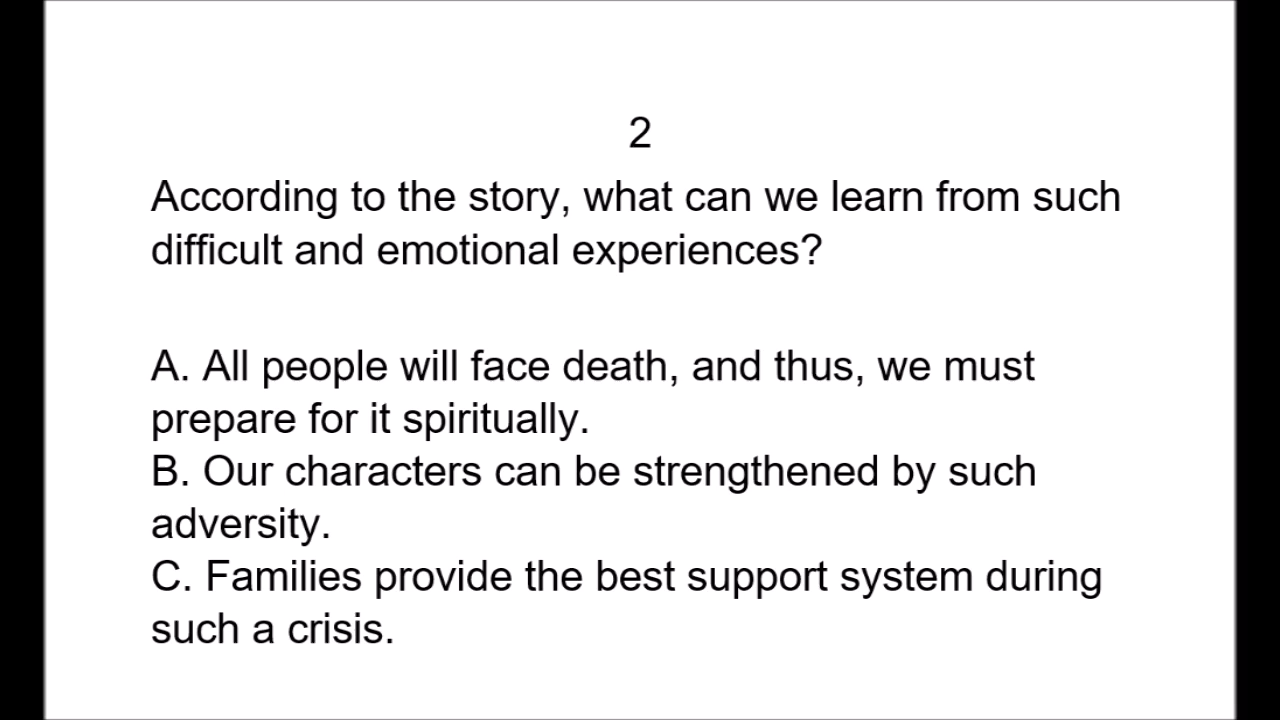 2
According to the story, what can we learn from such
difficult and emotional experiences?
A. All people will face death, and thus, we must
prepare for it spiritually.
B. Our characters can be strengthened by such
adversity.
C. Families provide the best support system during
such a crisis.